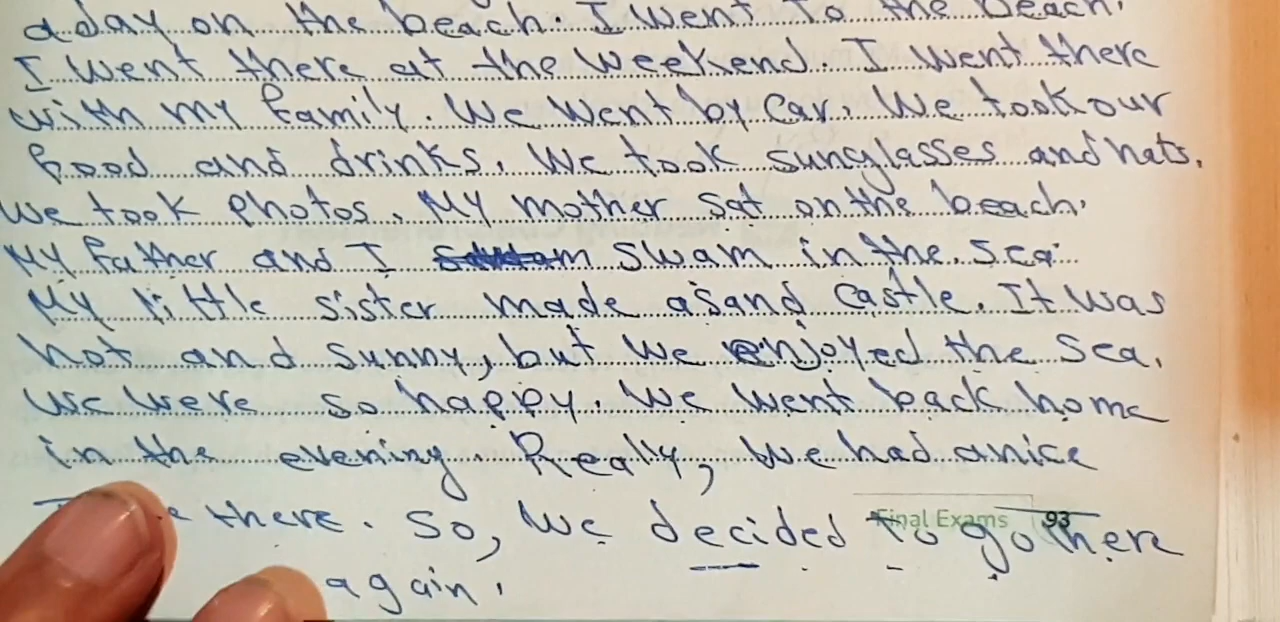 a day on the beach. I went to the beach.
I went there at the weekend. I went there
with my family. We went by car. We took our
food and drinks. We took sunglasses and hats.
We took photos. My mother sat on the beach.
My father and I swam in the sea.
My little sister made a sand castle. It was
hot and sunny, but we enjoyed the sea.
We were so happy. We went back home
in the evening. Really, we had a nice
there. So, we decided to go there
again.
Final Exams 93